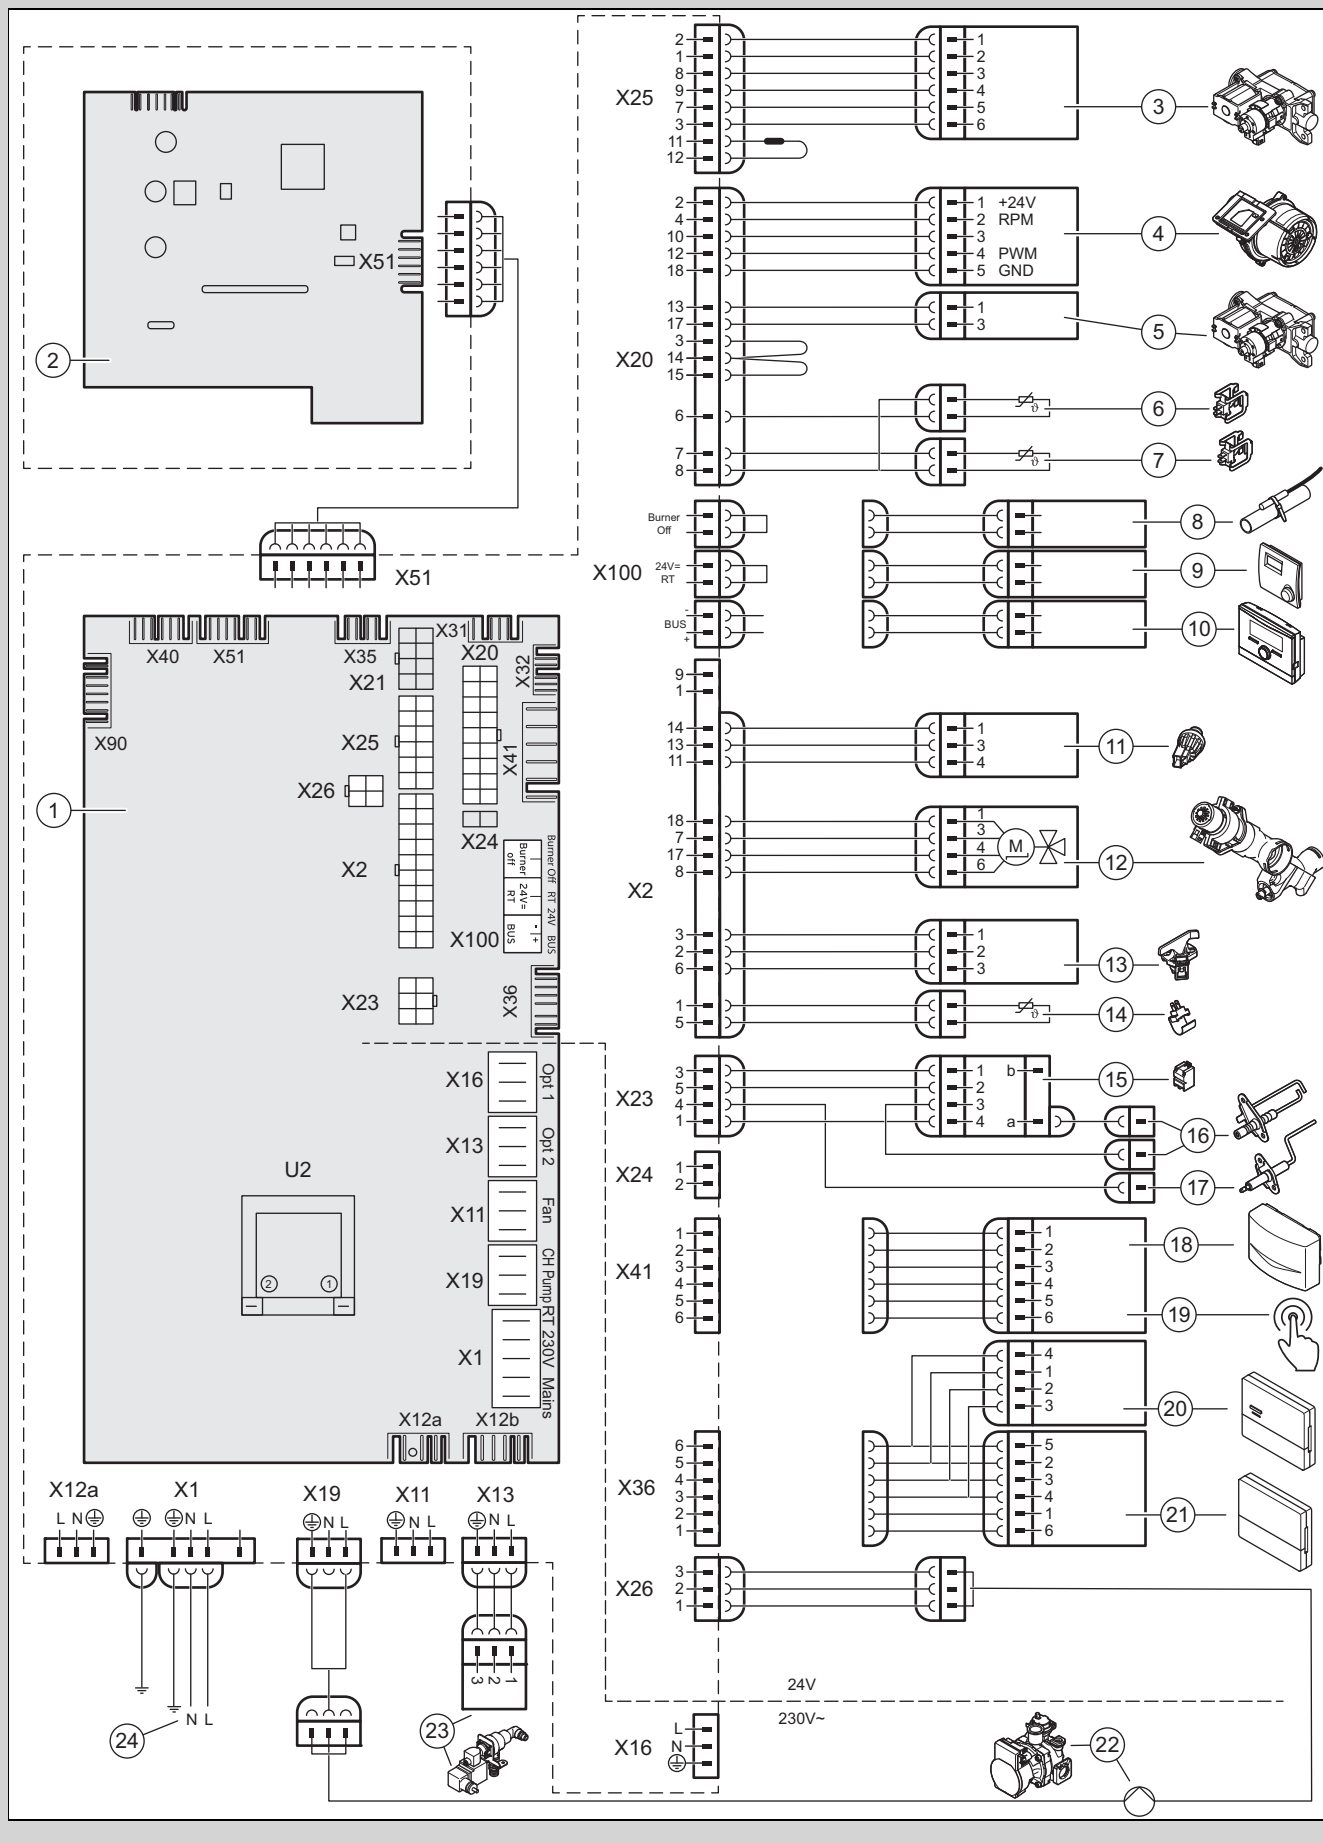 X51
2
X51
X40
X51
X35
X31
X20
X32
X21
X90
X25
X41
X26
X24
X2
Burner off
24V= RT
BUS - +
Burner Off RT 24V BUS
X100
X23
X36
1
X16
Opt 1
X13
Opt 2
U2
X11
Fan
X19
CH Pump
2
1
X1
RT 230V Mains
X12a
X12b
X12a
L N
X1
N L
X19
N L
X11
N L
X13
N L
3 2 1
24
N L
23
X25
2 1
1 2
8 3
9 4
7 5
3 6
11
12
3
X20
2 1 +24V
4 2 RPM
10 3
12 4 PWM
18 5 GND
4
13 1
17 3
3
14
15
5
6
ϑ
6
7
8
ϑ
7
X100
Burner Off
8
24V= RT
9
- BUS +
10
X2
9
1
14 1
13 3
11 4
11
18 1
7 3
17 4
8 6
M
12
3 1
2 2
6 3
13
1
5
ϑ
14
X23
3 1 b
5 2
4 3
1 4 a
15
16
X24
1
2
17
X41
1 1
2 2
3 3
4 4
5 5
6 6
18
19
4
1
2
3
20
X36
6 5
5 2
4 3
3 4
2 1
1 6
21
X26
3
2
1
24V
230V~
X16
L
N
22